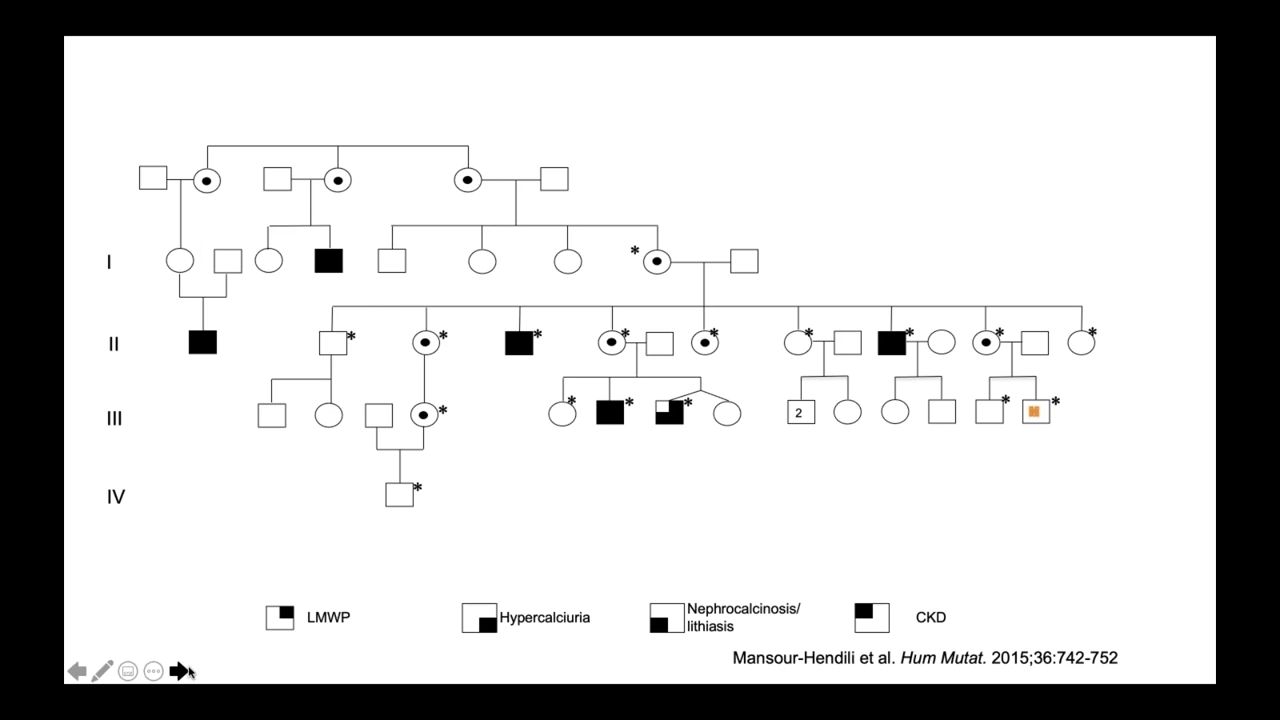 *
I
* * * * * * * * *
II
* * * * * *
2
III
*
IV
LMWP
Hypercalciuria
Nephrocalcinosis/
lithiasis
CKD
Mansour-Hendili et al. Hum Mutat. 2015;36:742-752